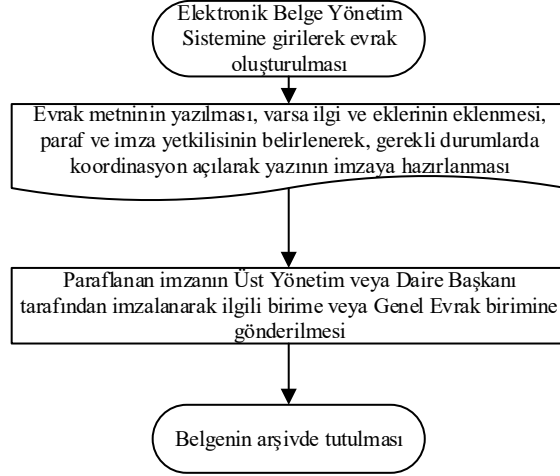 Elektronik Belge Yönetim
Sistemine girilerek evrak
oluşturulması
Evrak metninin yazılması, varsa ilgi ve eklerinin eklenmesi,
paraf ve imza yetkilisinin belirlenerek, gerekli durumlarda
koordinasyon açılarak yazının imzaya hazırlanması
Paraflanan imzanın Üst Yönetim veya Daire Başkanı
tarafından imzalanarak ilgili birime veya Genel Evrak birimine
gönderilmesi
Belgenin arşivde tutulması